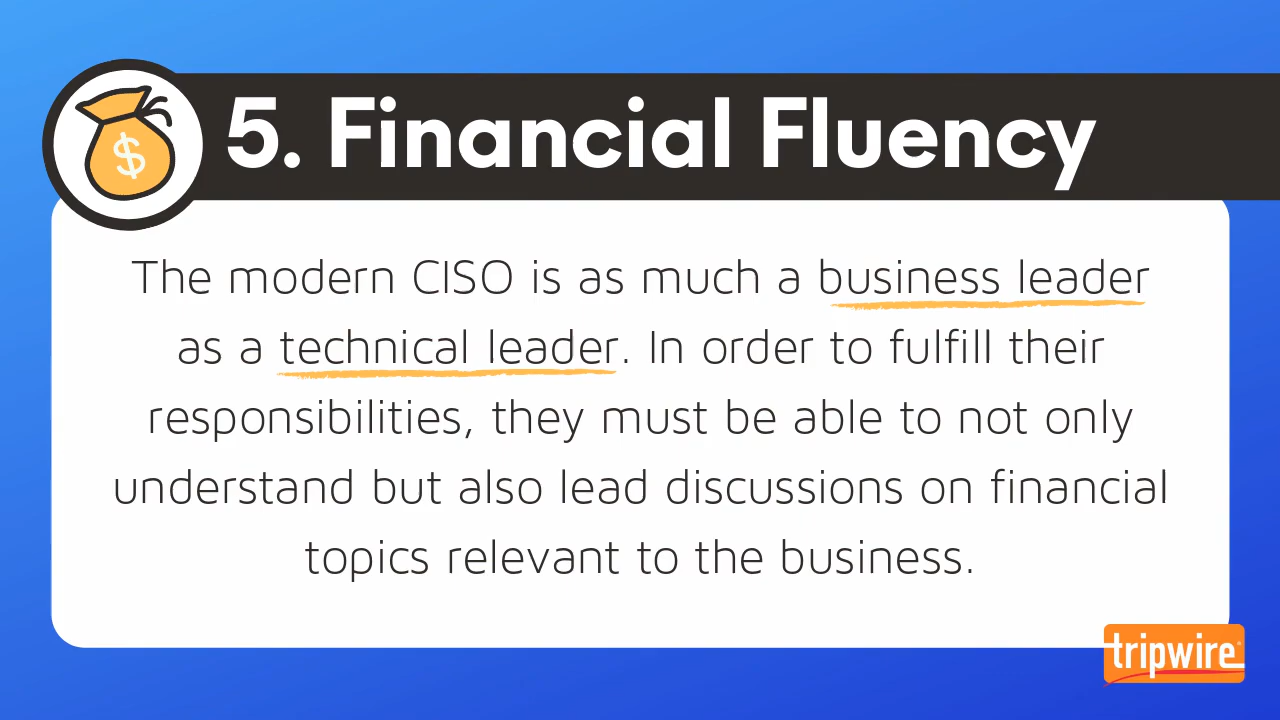 $
5. Financial Fluency
The modern CISO is as much a business leader
as a technical leader. In order to fulfill their
responsibilities, they must be able to not only
understand but also lead discussions on financial
topics relevant to the business.
tripwire